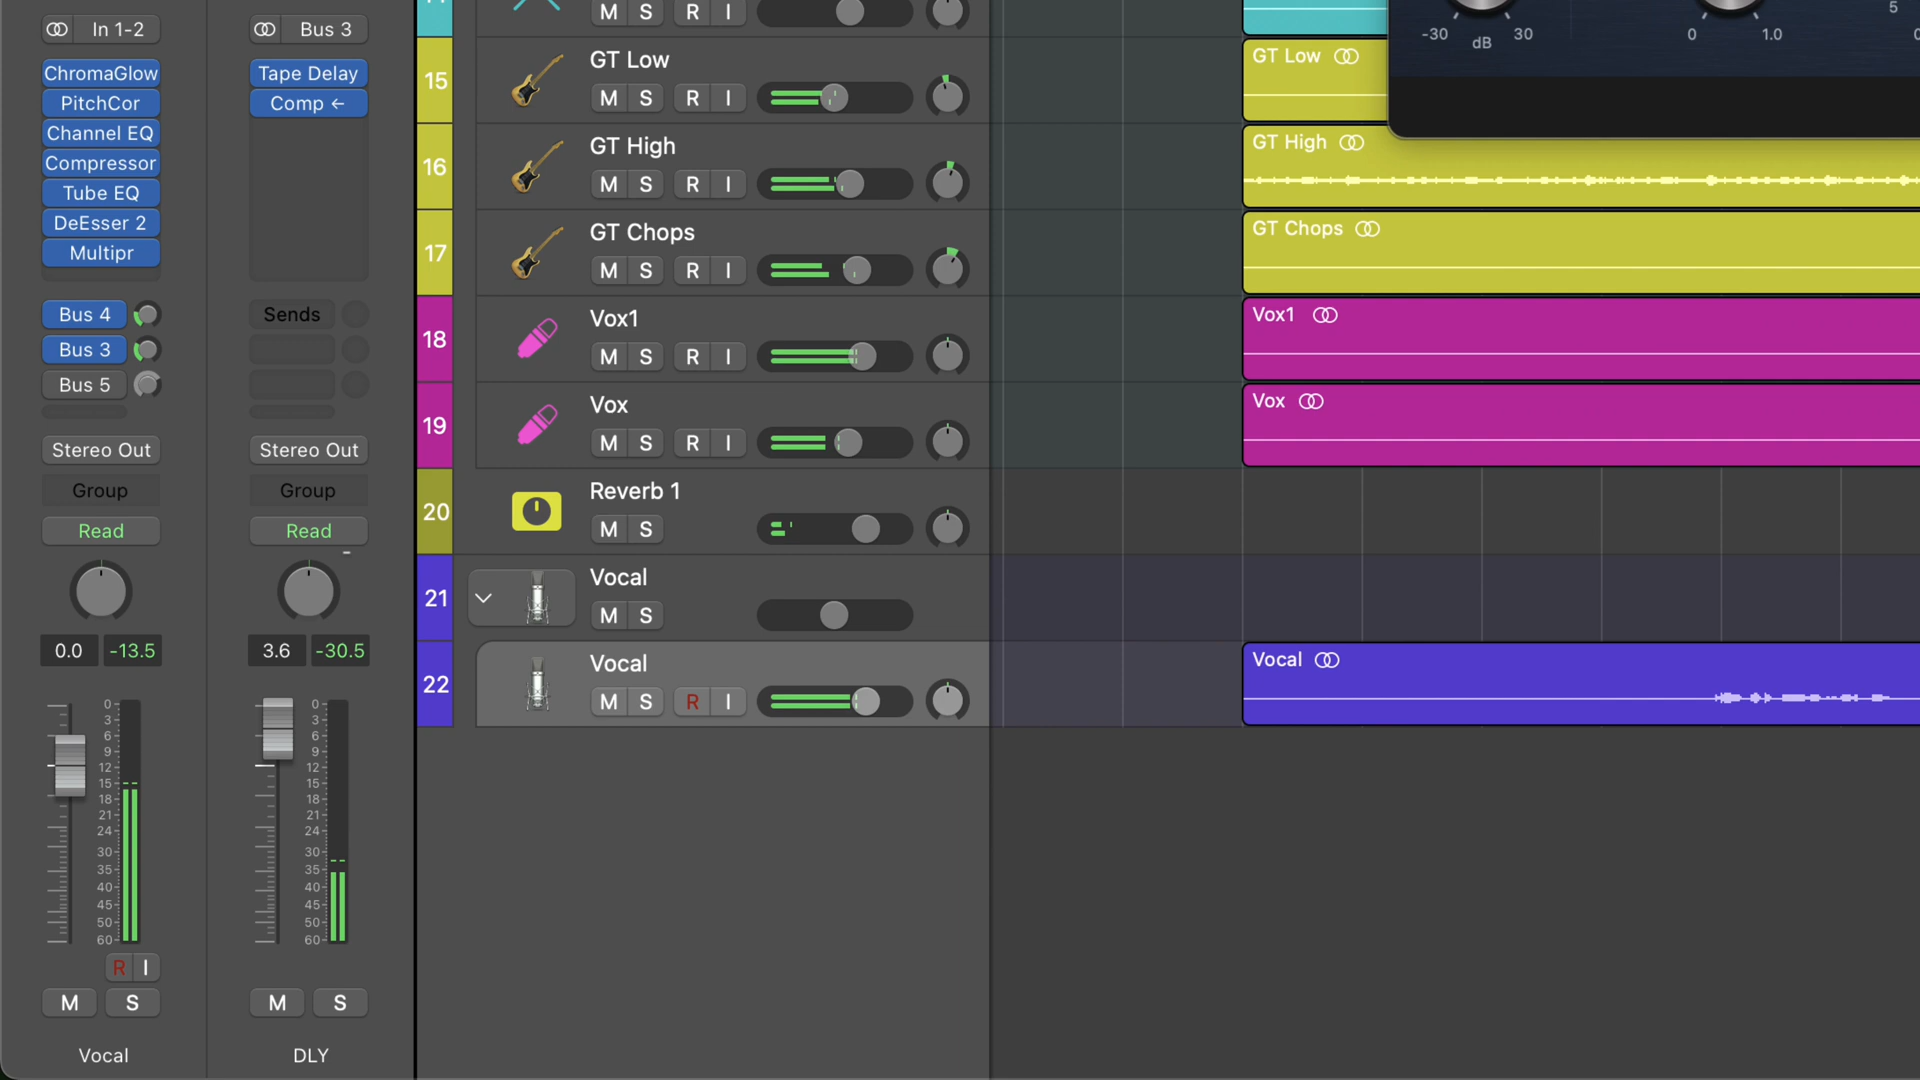 In 1-2
ChromaGlow
PitchCor
Channel EQ
Compressor
Tube EQ
DeEsser 2
Multipr
Bus 4
Bus 3
Bus 5
Stereo Out
Group
Read
0.0 -13.5
0
3
6
9
12
15
18
21
24
30
35
40
45
50
60
R I
M S
Vocal
Bus 3
Tape Delay
Comp ←
Sends
Stereo Out
Group
Read
3.6 -30.5
0
3
6
9
12
15
18
21
24
30
35
40
45
50
60
M S
DLY
M S R I
15 GT Low
M S R I
16 GT High
M S R I
17 GT Chops
M S R I
18 Vox1
M S R I
19 Vox
M S R I
20 Reverb 1
M S
21 Vocal
M S
22 Vocal
M S R I
-30 dB 30
0 1.0
5
GT Low
GT High
GT Chops
Vox1
Vox
Vocal